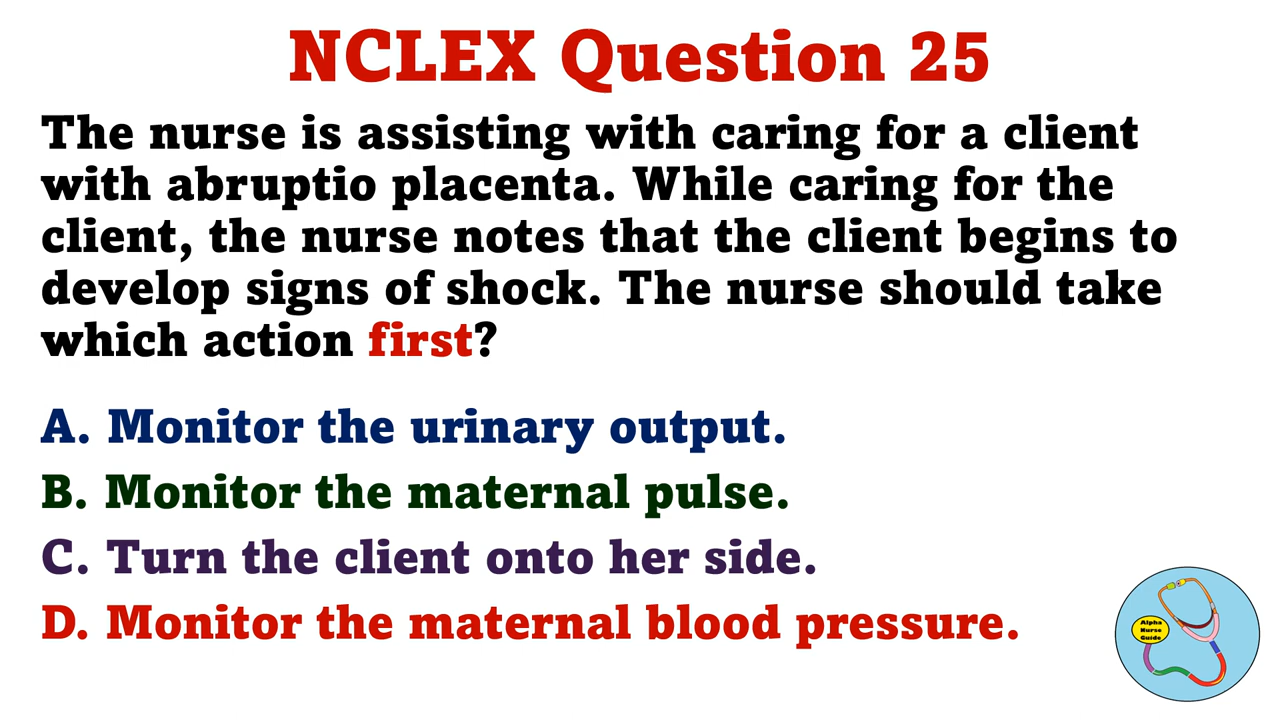 NCLEX Question 25
The nurse is assisting with caring for a client
with abruptio placenta. While caring for the
client, the nurse notes that the client begins to
develop signs of shock. The nurse should take
which action first?
A. Monitor the urinary output.
B. Monitor the maternal pulse.
C. Turn the client onto her side.
D. Monitor the maternal blood pressure.
Alpha
Nurse
Guide